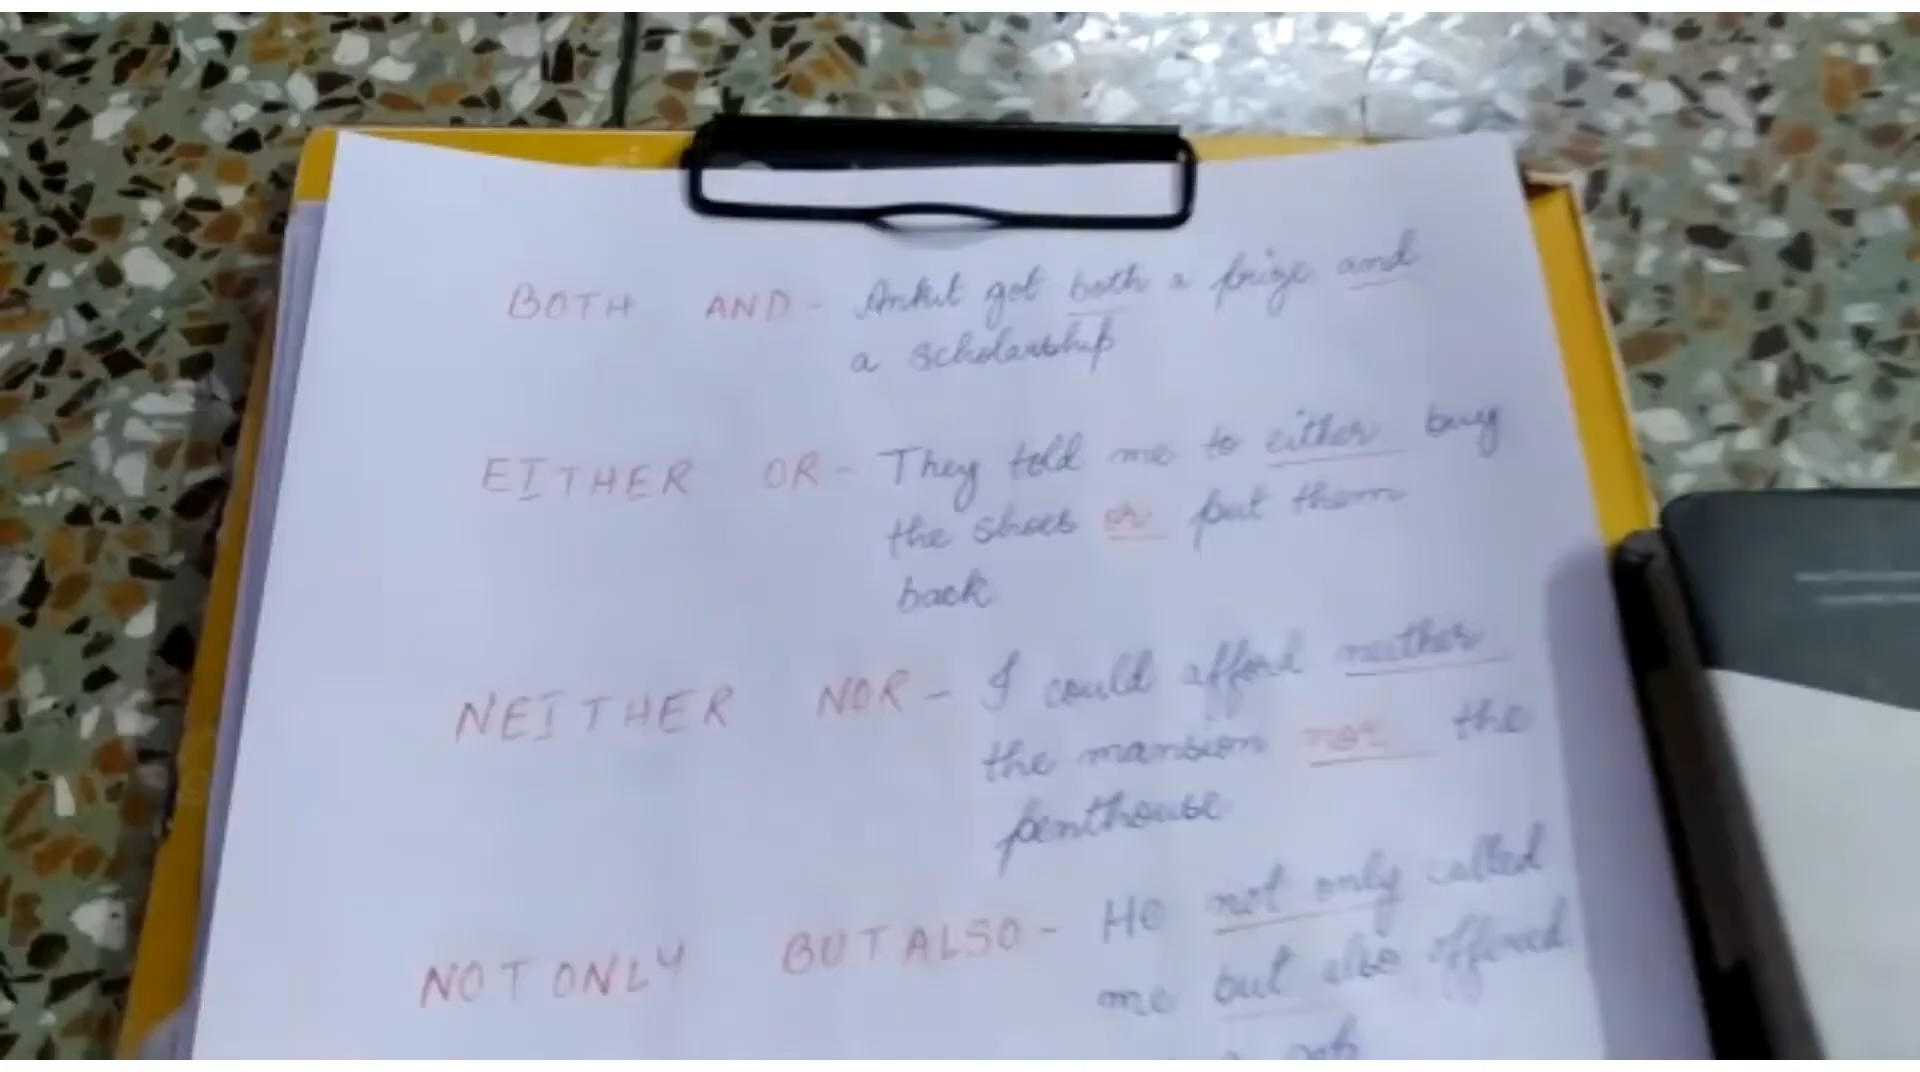 BOTH AND - Ankit got both a prize and
a scholarship
EITHER OR - They told me to either buy
the shoes or put them
back
NEITHER NOR - I could afford neither
the mansion nor the
penthouse
NOT ONLY BUT ALSO - He not only called
me but also offered